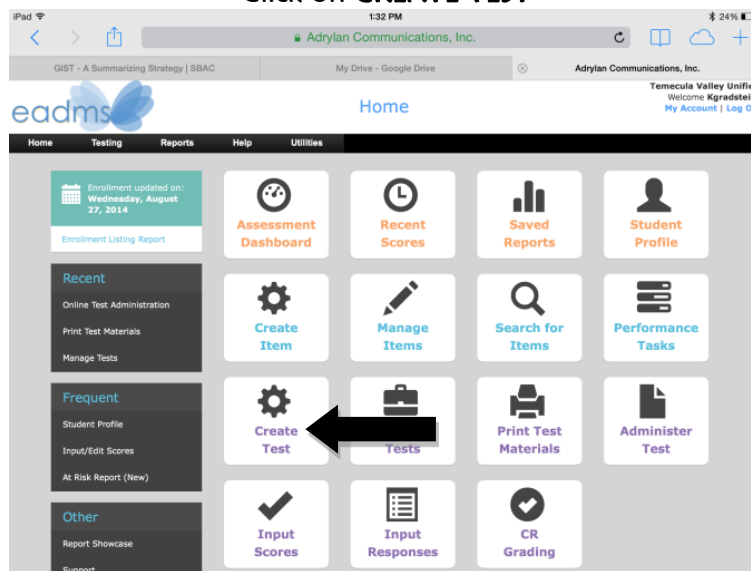 Click on CREATE TEST
iPad 1:32 PM 24%
Adrylan Communications, Inc.
GIST - A Summarizing Strategy | SBAC
My Drive - Google Drive
Adrylan Communications, Inc.
eadms
Home
Temecula Valley Unifie
Welcome Kgradstei
My Account | Log O
Home Testing Reports Help Utilities
Enrollment updated on:
Wednesday, August
27, 2014
Enrollment Listing Report
Recent
Online Test Administration
Print Test Materials
Manage Tests
Frequent
Student Profile
Input/Edit Scores
At Risk Report (New)
Other
Report Showcase
Support
Assessment
Dashboard
Recent
Scores
Saved
Reports
Student
Profile
Create
Item
Manage
Items
Search for
Items
Performance
Tasks
Create
Test
Tests
Print Test
Materials
Administer
Test
Input
Scores
Input
Responses
CR
Grading